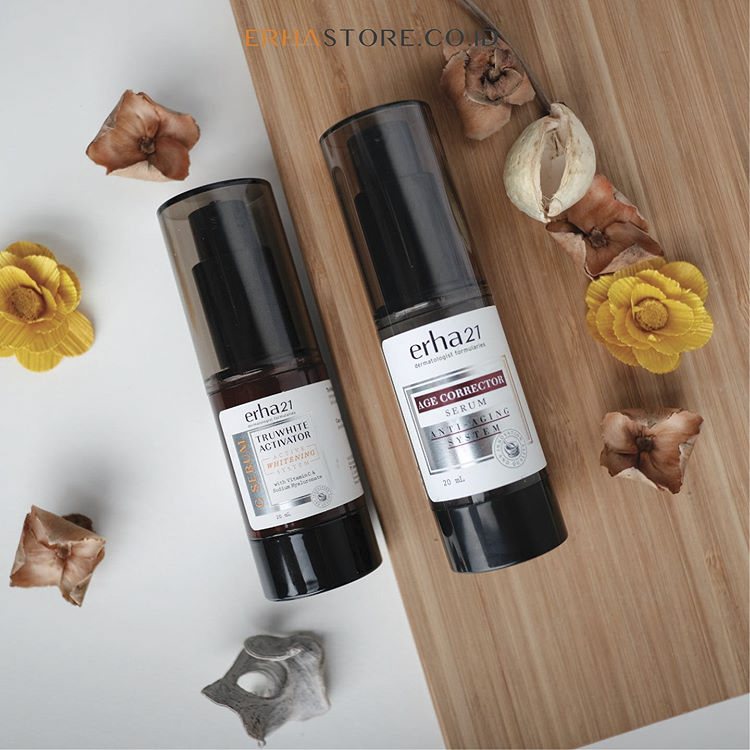 ERHASTORE.CO.ID
erha21
dermatologist formularies
C SERUM
TRUWHITE
ACTIVATOR
ACTIVE
WHITENING
SYSTEM
with Vitamin C &
Sodium Hyaluronate
erha21
dermatologist formularies
AGE CORRECTOR
SERUM
ANTI-AGING
SYSTEM
20 mL